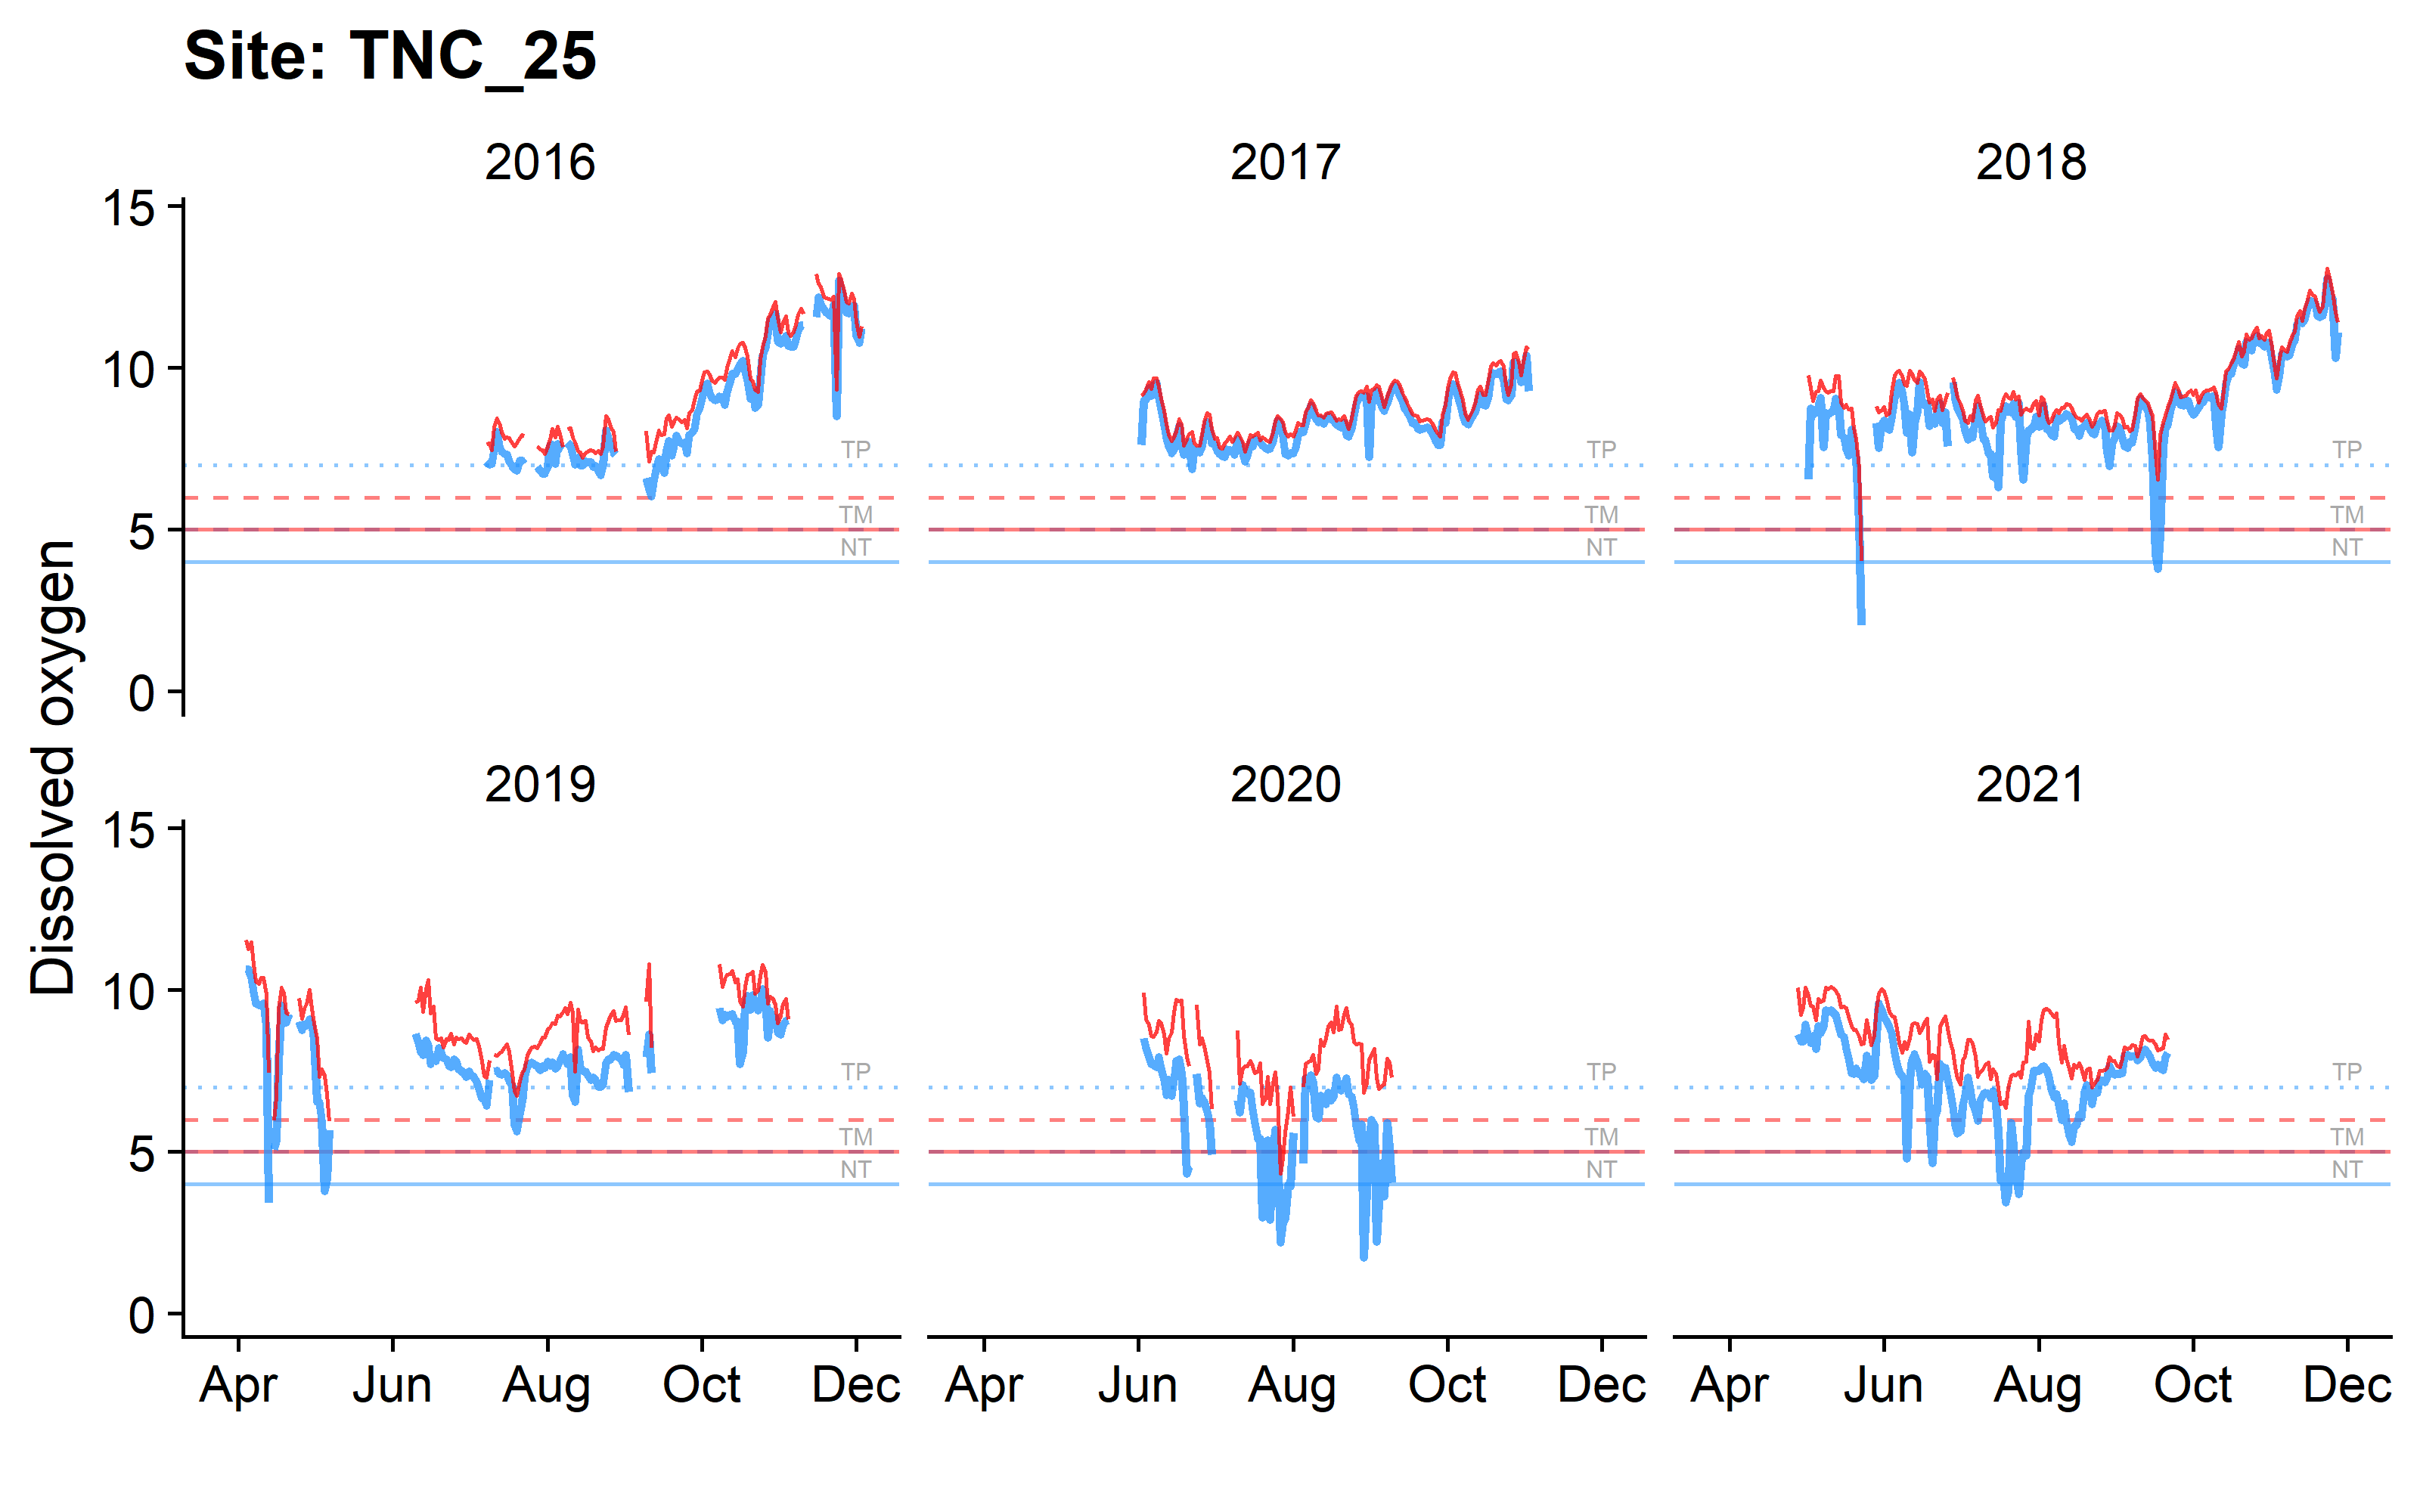 Site: TNC_25
2016 2017 2018
15
10
5
0
TP TP TP
TM TM TM
NT NT NT
Dissolved oxygen
2019 2020 2021
15
10
5
0
TP TP TP
TM TM TM
NT NT NT
Apr Jun Aug Oct Dec Apr Jun Aug Oct Dec Apr Jun Aug Oct Dec